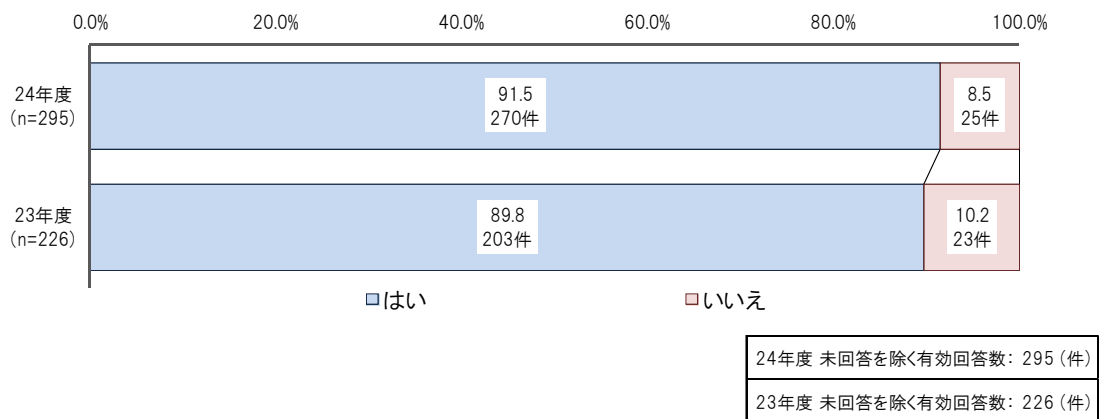 0.0% 20.0% 40.0% 60.0% 80.0% 100.0%
24年度
(n=295)
91.5
270件
8.5
25件
23年度
(n=226)
89.8
203件
10.2
23件
はい いいえ
24年度 未回答を除く有効回答数: 295 (件)
23年度 未回答を除く有効回答数: 226 (件)